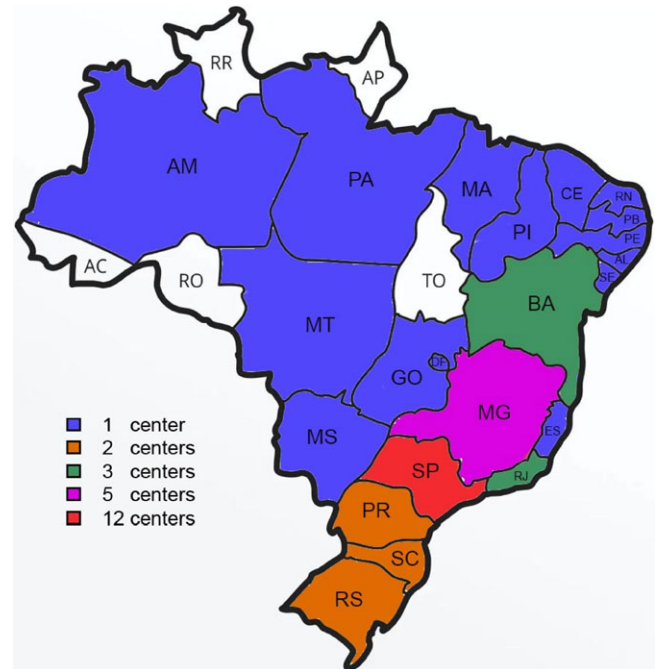 RR
AP
AM
PA
MA
CE
RN
PB
PE
AL
SE
PI
AC
RO
TO
BA
MT
DF
GO
MG
ES
MS
SP
RJ
PR
SC
RS
1 center
2 centers
3 centers
5 centers
12 centers